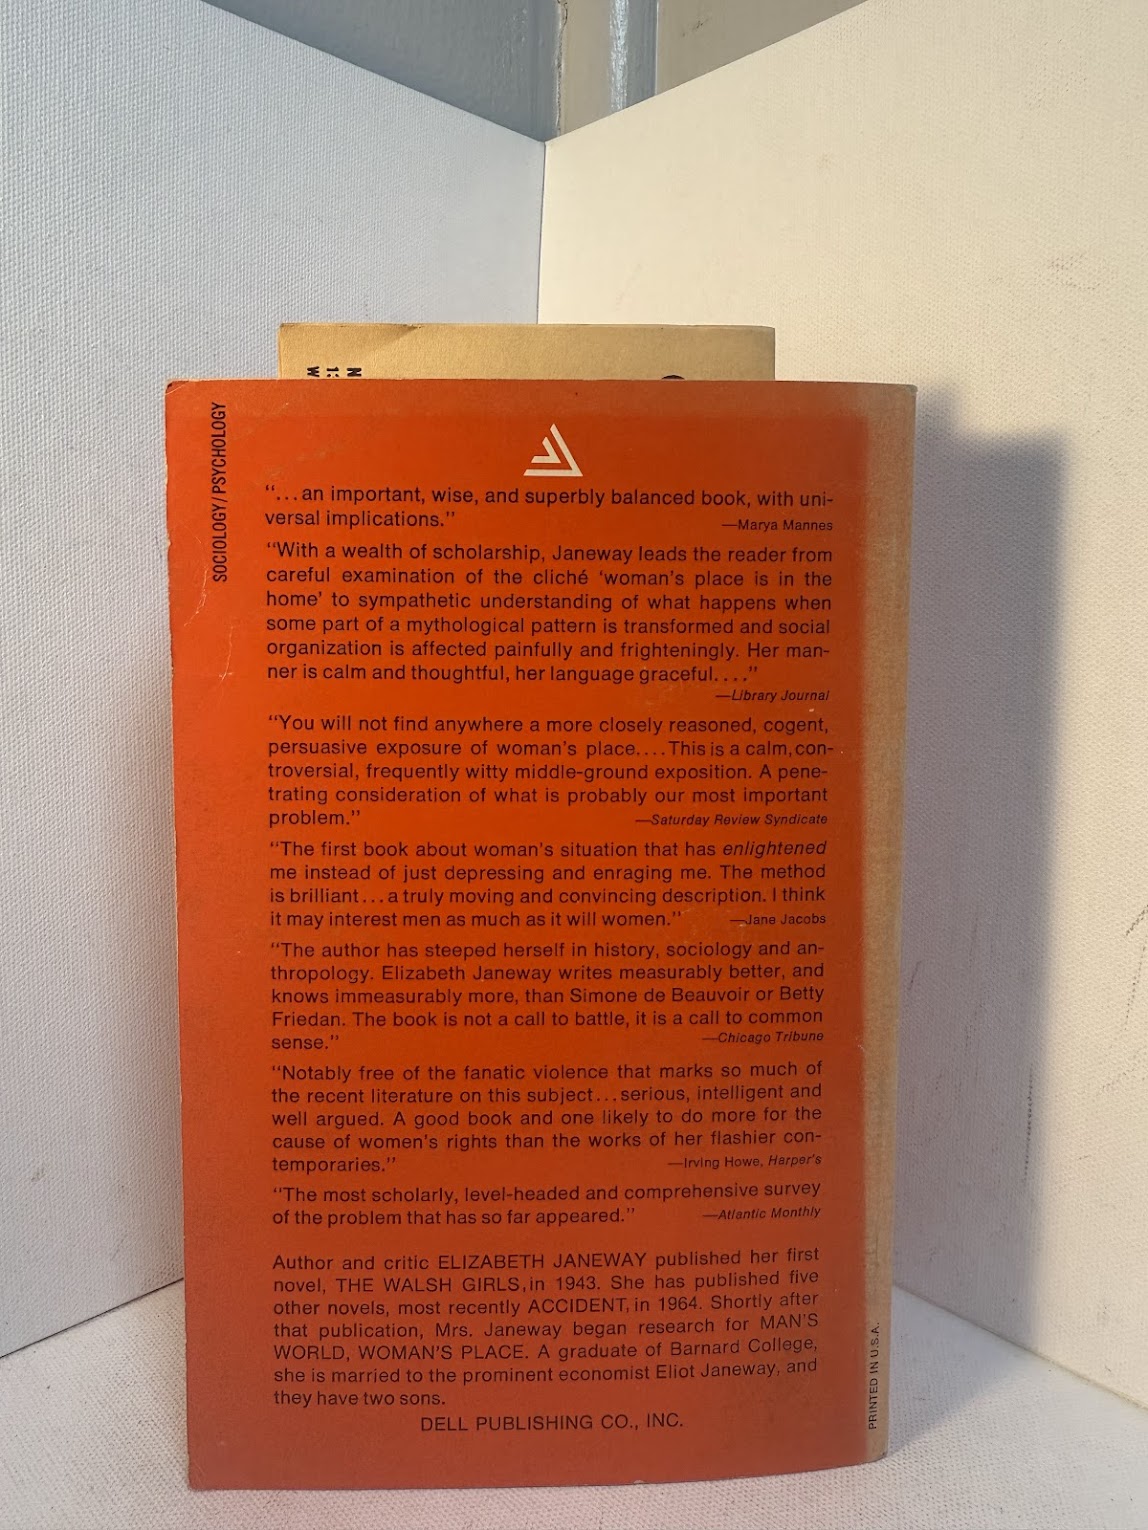 N
1:
W
SOCIOLOGY/PSYCHOLOGY
“...an important, wise, and superbly balanced book, with uni-
versal implications.” —Marya Mannes
“With a wealth of scholarship, Janeway leads the reader from
careful examination of the cliché ‘woman’s place is in the
home’ to sympathetic understanding of what happens when
some part of a mythological pattern is transformed and social
organization is affected painfully and frighteningly. Her man-
ner is calm and thoughtful, her language graceful....”
—Library Journal
“You will not find anywhere a more closely reasoned, cogent,
persuasive exposure of woman’s place....This is a calm, con-
troversial, frequently witty middle-ground exposition. A pene-
trating consideration of what is probably our most important
problem.” —Saturday Review Syndicate
“The first book about woman’s situation that has enlightened
me instead of just depressing and enraging me. The method
is brilliant...a truly moving and convincing description. I think
it may interest men as much as it will women.” —Jane Jacobs
“The author has steeped herself in history, sociology and an-
thropology. Elizabeth Janeway writes measurably better, and
knows immeasurably more, than Simone de Beauvoir or Betty
Friedan. The book is not a call to battle, it is a call to common
sense.” —Chicago Tribune
“Notably free of the fanatic violence that marks so much of
the recent literature on this subject...serious, intelligent and
well argued. A good book and one likely to do more for the
cause of women’s rights than the works of her flashier con-
temporaries.” —Irving Howe, Harper’s
“The most scholarly, level-headed and comprehensive survey
of the problem that has so far appeared.” —Atlantic Monthly
Author and critic ELIZABETH JANEWAY published her first
novel, THE WALSH GIRLS, in 1943. She has published five
other novels, most recently ACCIDENT, in 1964. Shortly after
that publication, Mrs. Janeway began research for MAN’S
WORLD, WOMAN’S PLACE. A graduate of Barnard College,
she is married to the prominent economist Eliot Janeway, and
they have two sons.
DELL PUBLISHING CO., INC.
PRINTED IN U.S.A.